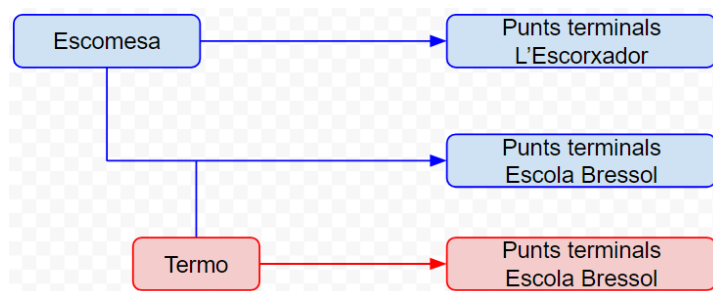 Escomesa
Punts terminals
L'Escorxador
Punts terminals
Escola Bressol
Termo
Punts terminals
Escola Bressol